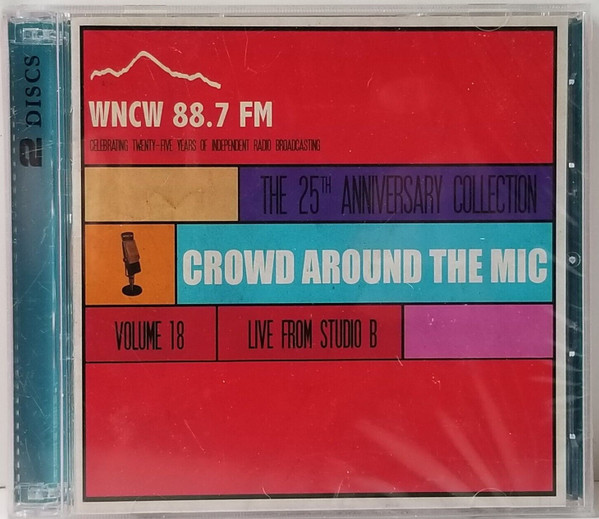 2 DISCS
WNCW 88.7 FM
CELEBRATING TWENTY-FIVE YEARS OF INDEPENDENT RADIO BROADCASTING
THE 25TH ANNIVERSARY COLLECTION
CROWD AROUND THE MIC
VOLUME 18
LIVE FROM STUDIO B